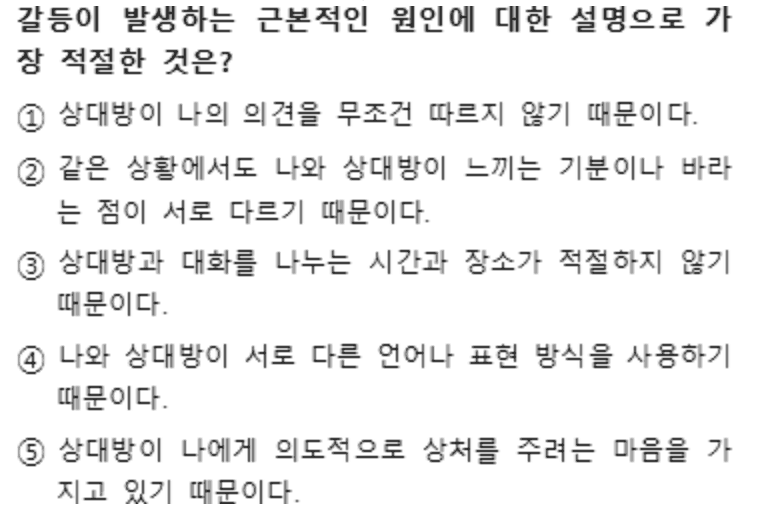 갈등이 발생하는 근본적인 원인에 대한 설명으로 가
장 적절한 것은?
① 상대방이 나의 의견을 무조건 따르지 않기 때문이다.
② 같은 상황에서도 나와 상대방이 느끼는 기분이나 바라
는 점이 서로 다르기 때문이다.
③ 상대방과 대화를 나누는 시간과 장소가 적절하지 않기
때문이다.
④ 나와 상대방이 서로 다른 언어나 표현 방식을 사용하기
때문이다.
⑤ 상대방이 나에게 의도적으로 상처를 주려는 마음을 가
지고 있기 때문이다.